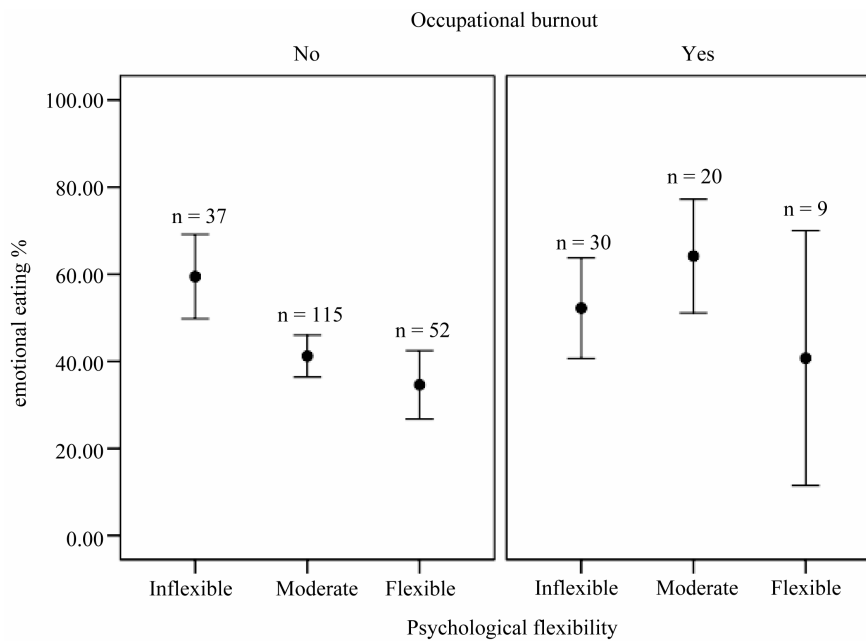 Occupational burnout
No Yes
100.00
80.00
60.00
40.00
20.00
0.00
emotional eating %
n = 37
n = 115
n = 52
n = 30
n = 20
n = 9
Inflexible Moderate Flexible Inflexible Moderate Flexible
Psychological flexibility